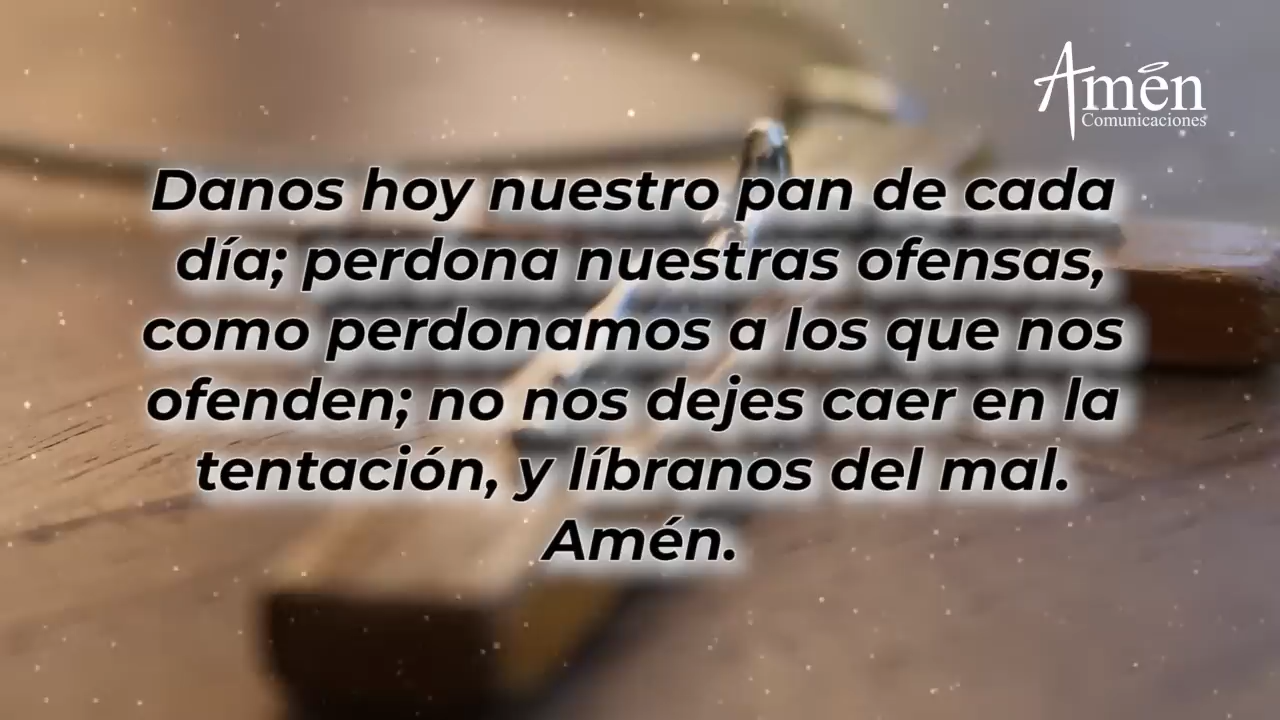 Amén
Comunicaciones
Danos hoy nuestro pan de cada
día; perdona nuestras ofensas,
como perdonamos a los que nos
ofenden; no nos dejes caer en la
tentación, y líbranos del mal.
Amén.